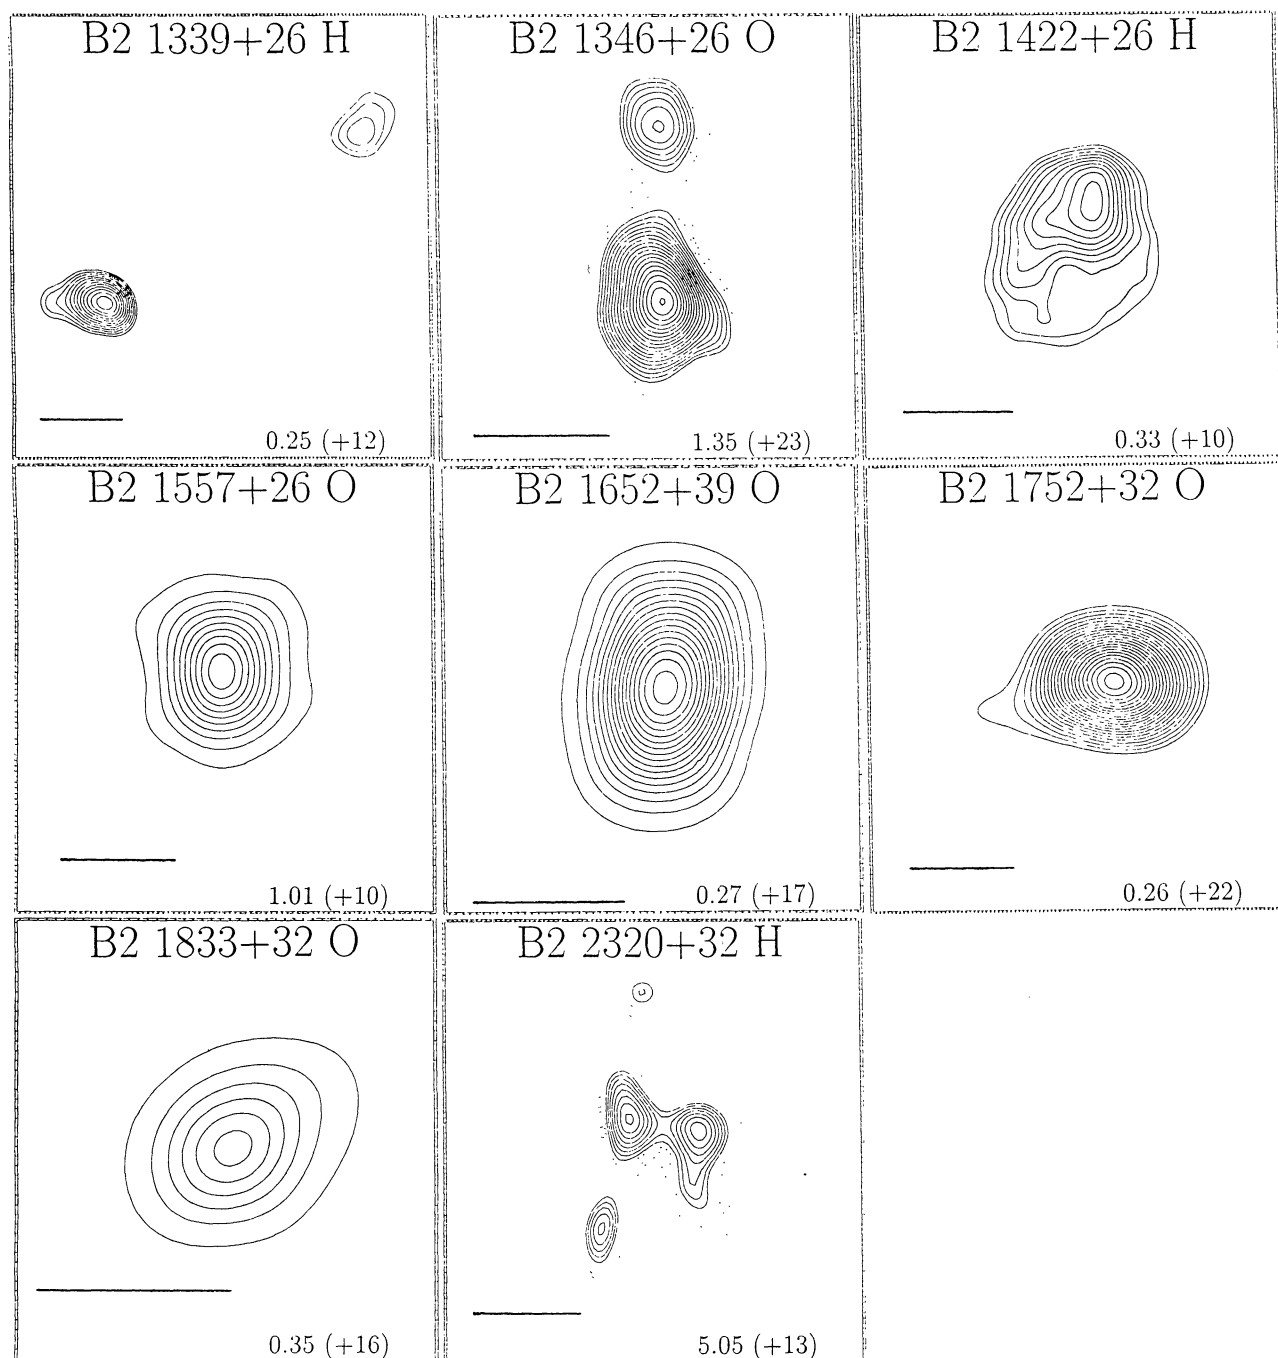 B2 1339+26 H
B2 1346+26 O
B2 1422+26 H
0.25 (+12)
1.35 (+23)
0.33 (+10)
B2 1557+26 O
B2 1652+39 O
B2 1752+32 O
1.01 (+10)
0.27 (+17)
0.26 (+22)
B2 1833+32 O
B2 2320+32 H
0.35 (+16)
5.05 (+13)